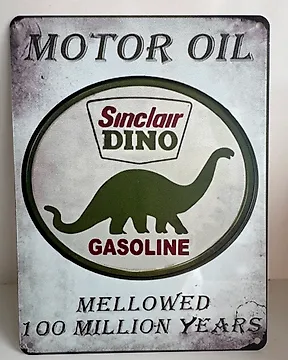 MOTOR OIL
Sinclair
DINO
GASOLINE
MELLOWED
100 MILLION YEARS